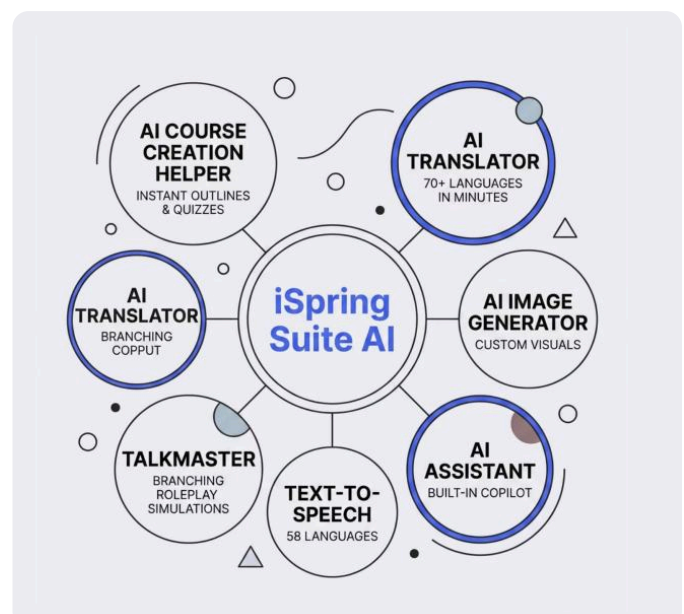 AI COURSE
CREATION
HELPER
INSTANT OUTLINES
& QUIZZES
AI
TRANSLATOR
70+ LANGUAGES
IN MINUTES
AI
TRANSLATOR
BRANCHING
COPPUT
iSpring
Suite AI
AI IMAGE
GENERATOR
CUSTOM VISUALS
TALKMASTER
BRANCHING
ROLEPLAY
SIMULATIONS
TEXT-TO-
SPEECH
58 LANGUAGES
AI
ASSISTANT
BUILT-IN COPILOT